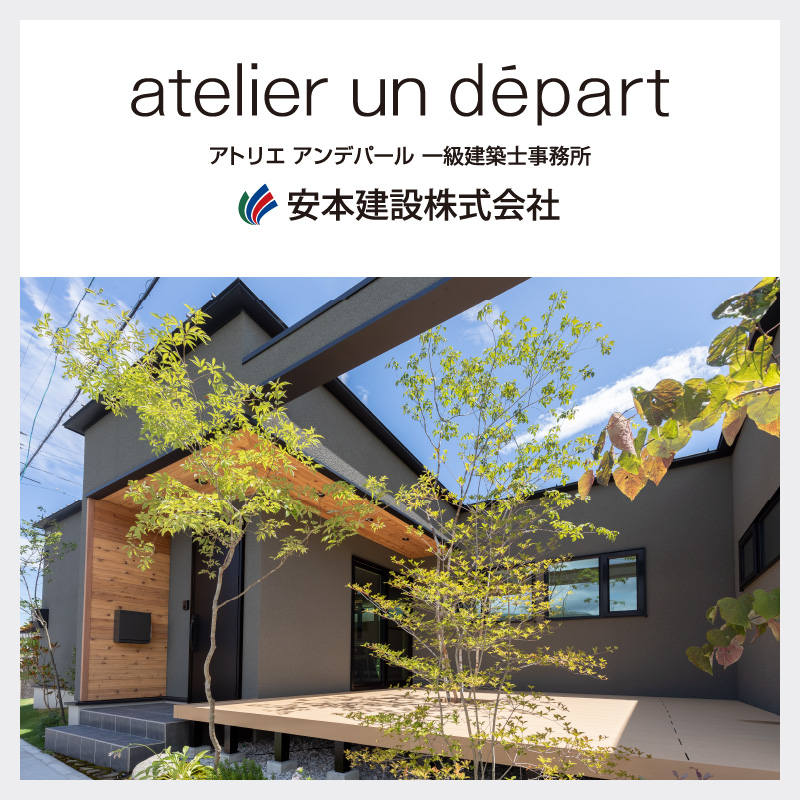 atelier un départ
アトリエ アンデパール 一級建築士事務所
安本建設株式会社